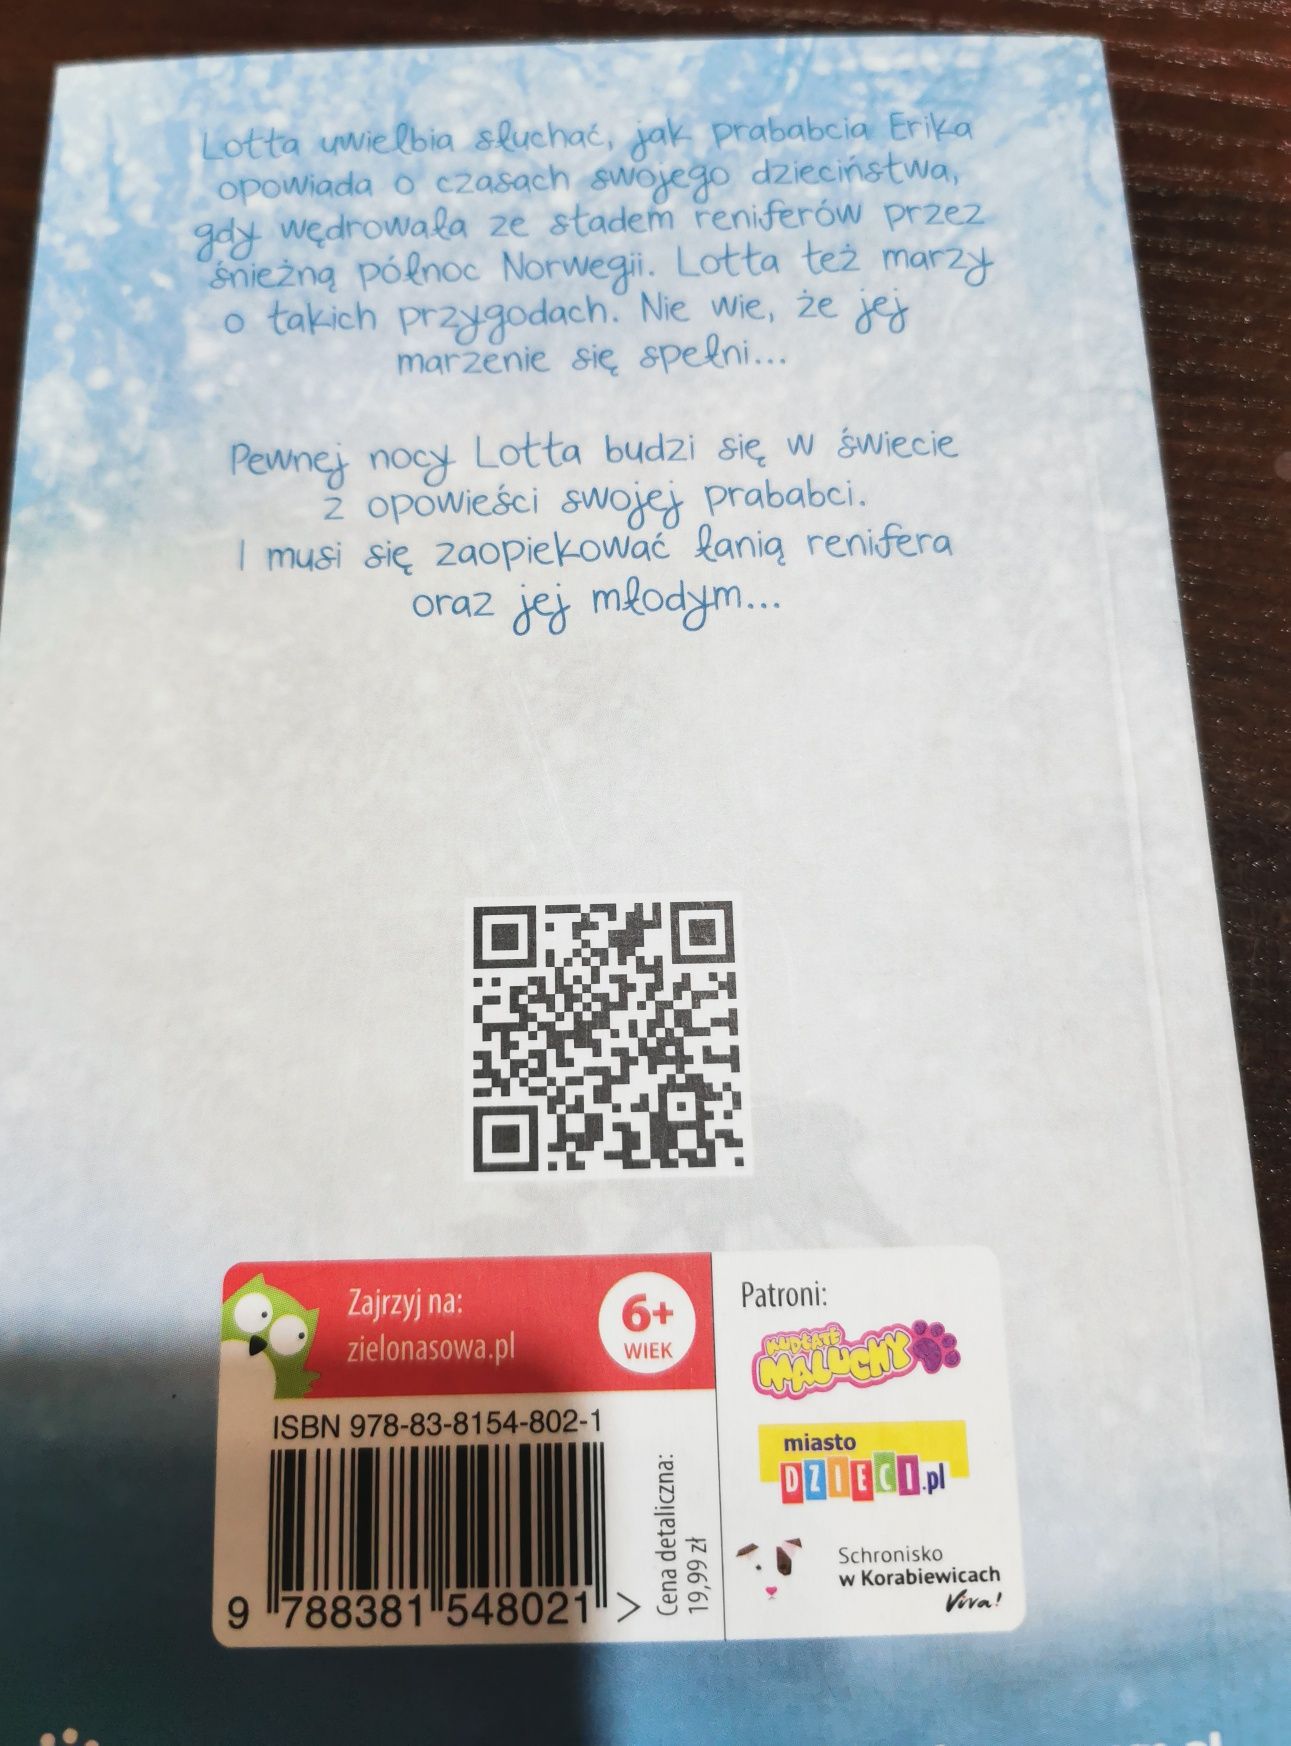 Lotta uwielbia słuchać, jak prababcia Erika
opowiada o czasach swojego dzieciństwa,
gdy wędrowała ze stadem reniferów przez
śnieżną północ Norwegii. Lotta też marzy
o takich przygodach. Nie wie, że jej
marzenie się spełni...
Pewnej nocy Lotta budzi się w świecie
z opowieści swojej prababci.
I musi się zaopiekować łanią renifera
oraz jej młodym...
Zajrzyj na:
zielonasowa.pl
6+
WIEK
ISBN 978-83-8154-802-1
9 788381 548021 >
Cena detaliczna:
19,99 zł
Patroni:
KUDŁATE
MALUCHY
miasto
DZIECI.pl
Schronisko
w Korabiewicach
Viva!